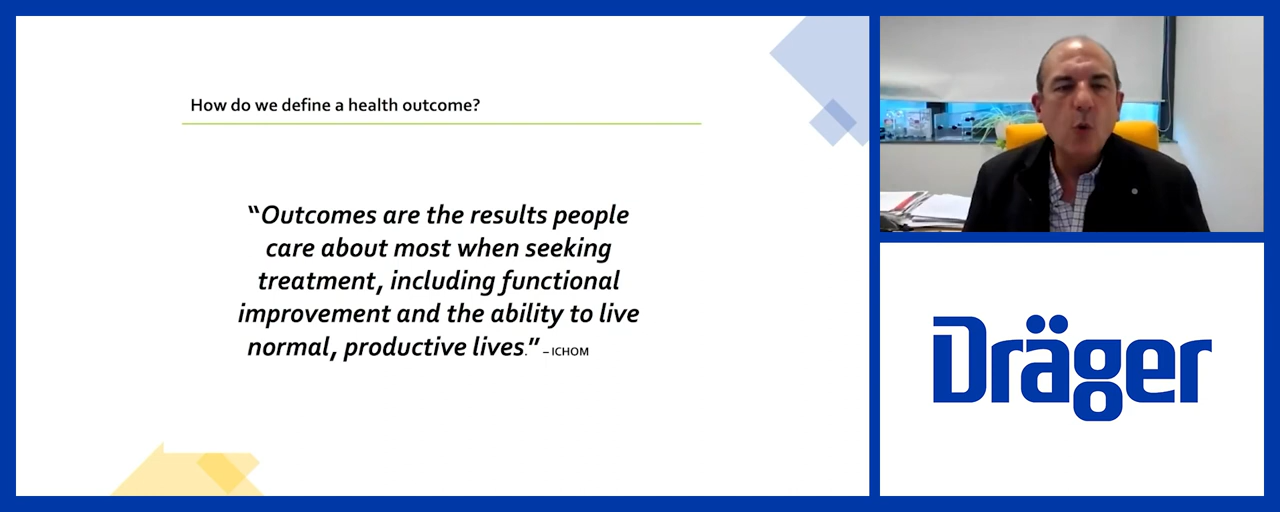 How do we define a health outcome?
“Outcomes are the results people
care about most when seeking
treatment, including functional
improvement and the ability to live
normal, productive lives.” – ICHOM
Dräger